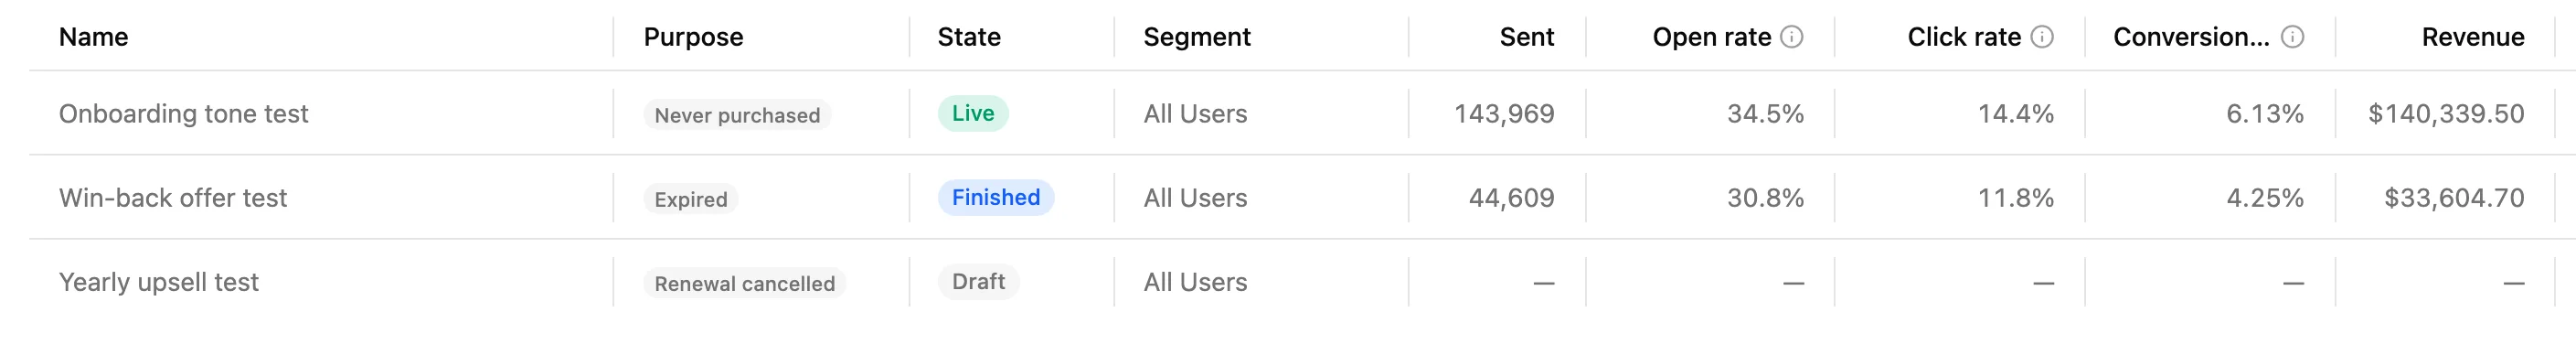 Name Purpose State Segment Sent Open rate Click rate Conversion... Revenue
Onboarding tone test Never purchased Live All Users 143,969 34.5% 14.4% 6.13% $140,339.50
Win-back offer test Expired Finished All Users 44,609 30.8% 11.8% 4.25% $33,604.70
Yearly upsell test Renewal cancelled Draft All Users — — — — —